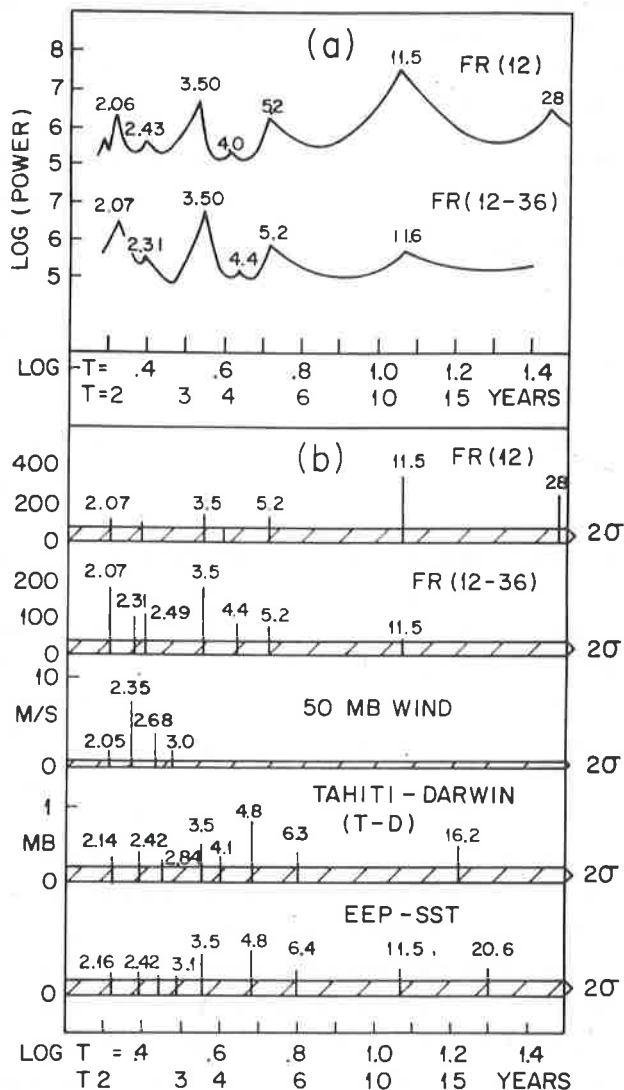 (a)
FR (12)
8
7
6
5
LOG (POWER)
2.06
2.43
3.50
4.0
52
11.5
28
FR (12-36)
7
6
5
2.07
2.31
3.50
4.4
5.2
11.6
LOG -T= .4 .6 .8 1.0 1.2 1.4
T=2 3 4 6 10 15 YEARS
(b)
FR (12)
400
200
0
2.07
3.5
5.2
11.5
28
2σ
FR (12-36)
200
100
0
2.07
2.31
2.49
3.5
4.4
5.2
11.5
2σ
50 MB WIND
10
M/S
0
2.05
2.35
2.68
3.0
2σ
TAHITI-DARWIN
(T-D)
1
MB
0
2.14
2.42
2.84
3.5
4.1
4.8
6.3
16.2
2σ
EEP-SST
0
2.16
2.42
3.1
3.5
4.8
6.4
11.5
20.6
2σ
LOG T = .4 .6 .8 1.0 1.2 1.4
T 2 3 4 6 10 15 YEARS